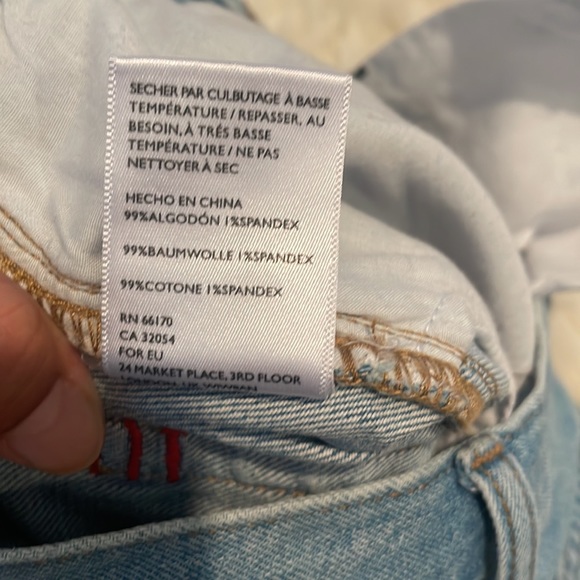 SECHER PAR CULBUTAGE À BASSE
TEMPÉRATURE / REPASSER, AU
BESOIN, À TRÉS BASSE
TEMPÉRATURE / NE PAS
NETTOYER À SEC
HECHO EN CHINA
99%ALGODÓN 1%SPANDEX
99%BAUMWOLLE 1%SPANDEX
99%COTONE 1%SPANDEX
RN 66170
CA 32054
FOR EU
24 MARKET PLACE, 3RD FLOOR